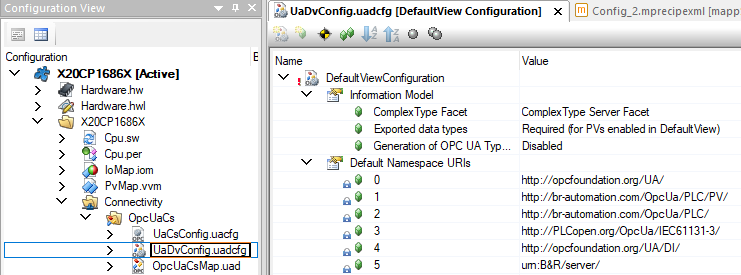 Configuration View
UaDvConfig.uadcfg [DefaultView Configuration]
Config_2.mprecipexml [mapp
Configuration
E
X20CP1686X [Active]
Hardware.hw
Hardware.hwl
X20CP1686X
Cpu.sw
Cpu.per
IoMap.iom
PvMap.vvm
Connectivity
OpcUaCs
UaCsConfig.uacfg
UaDvConfig.uadcfg
OpcUaCsMap.uad
Name Value
DefaultViewConfiguration
Information Model
ComplexType Facet ComplexType Server Facet
Exported data types Required (for PVs enabled in DefaultView)
Generation of OPC UA Type... Disabled
Default Namespace URIs
0 http://opcfoundation.org/UA/
1 http://br-automation.com/OpcUa/PLC/PV/
2 http://br-automation.com/OpcUa/PLC/
3 http://PLCopen.org/OpcUa/IEC61131-3/
4 http://opcfoundation.org/UA/DI/
5 urn:B&R/server/